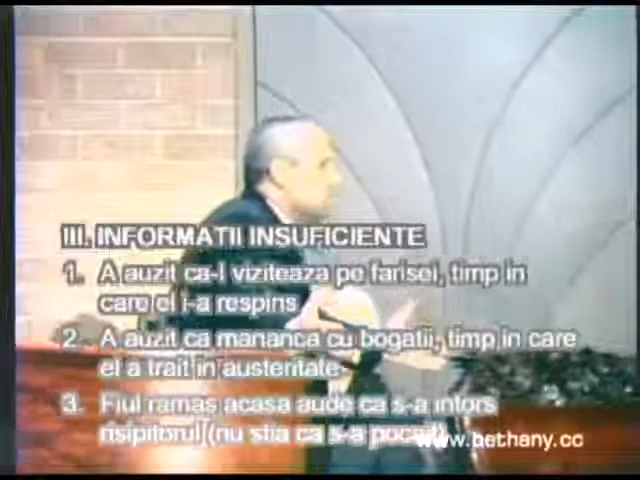 III. INFORMATII INSUFICIENTE
1. A auzit ca-l viziteaza pe farisei, timp in
care el i-a respins
2. A auzit ca mananca cu bogatii, timp in care
el a trait in austeritate
3. Fiul ramas acasa aude ca s-a intors
risipitorul (nu stia ca s-a pocait)
www.bethany.cc